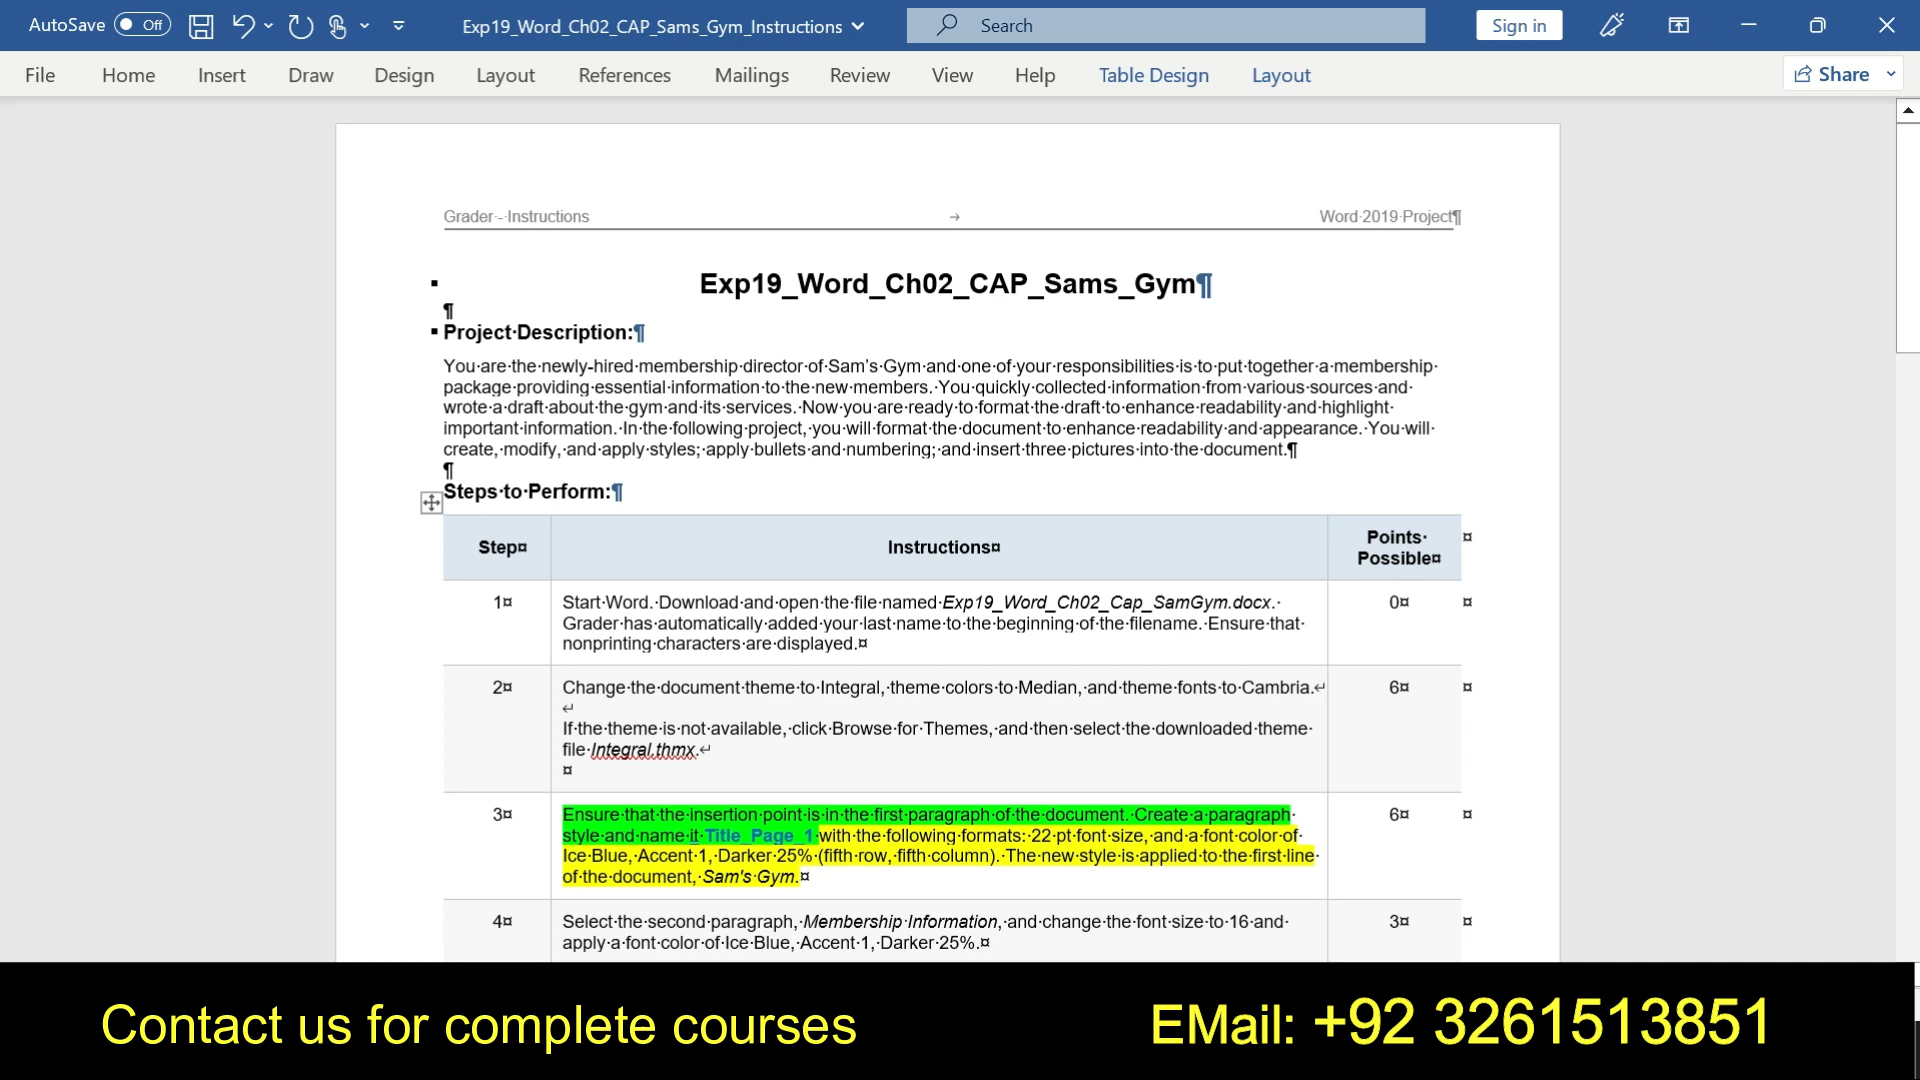 AutoSave Off Exp19_Word_Ch02_CAP_Sams_Gym_Instructions Search Sign in
File Home Insert Draw Design Layout References Mailings Review View Help Table Design Layout Share
Grader - Instructions → Word 2019 Project¶
Exp19_Word_Ch02_CAP_Sams_Gym¶
¶
Project·Description:¶
You·are·the·newly-hired·membership·director·of·Sam's·Gym·and·one·of·your·responsibilities·is·to·put·together·a·membership·
package·providing·essential·information·to·the·new·members.·You·quickly·collected·information·from·various·sources·and·
wrote·a·draft·about·the·gym·and·its·services.·Now·you·are·ready·to·format·the·draft·to·enhance·readability·and·highlight·
important·information.·In·the·following·project,·you·will·format·the·document·to·enhance·readability·and·appearance.·You·will·
create,·modify,·and·apply·styles;·apply·bullets·and·numbering;·and·insert·three·pictures·into·the·document.¶
¶
Steps·to·Perform:¶
Step¤ Instructions¤ Points·
Possible¤ ¤
1¤ Start·Word.·Download·and·open·the·file·named·Exp19_Word_Ch02_Cap_SamGym.docx.· 0¤ ¤
Grader·has·automatically·added·your·last·name·to·the·beginning·of·the·filename.·Ensure·that·
nonprinting·characters·are·displayed.¤
2¤ Change·the·document·theme·to·Integral,·theme·colors·to·Median,·and·theme·fonts·to·Cambria.↵ 6¤ ¤
↵
If·the·theme·is·not·available,·click·Browse·for·Themes,·and·then·select·the·downloaded·theme·
file·Integral.thmx.↵
¤
3¤ Ensure·that·the·insertion·point·is·in·the·first·paragraph·of·the·document.·Create·a·paragraph· 6¤ ¤
style·and·name·it·Title_Page_1·with·the·following·formats:·22·pt·font·size,·and·a·font·color·of·
Ice·Blue,·Accent·1,·Darker·25%·(fifth·row,·fifth·column).·The·new·style·is·applied·to·the·first·line·
of·the·document,·Sam's·Gym.¤
4¤ Select·the·second·paragraph,·Membership·Information,·and·change·the·font·size·to·16·and· 3¤ ¤
apply·a·font·color·of·Ice·Blue,·Accent·1,·Darker·25%.¤
Contact us for complete courses EMail: +92 3261513851